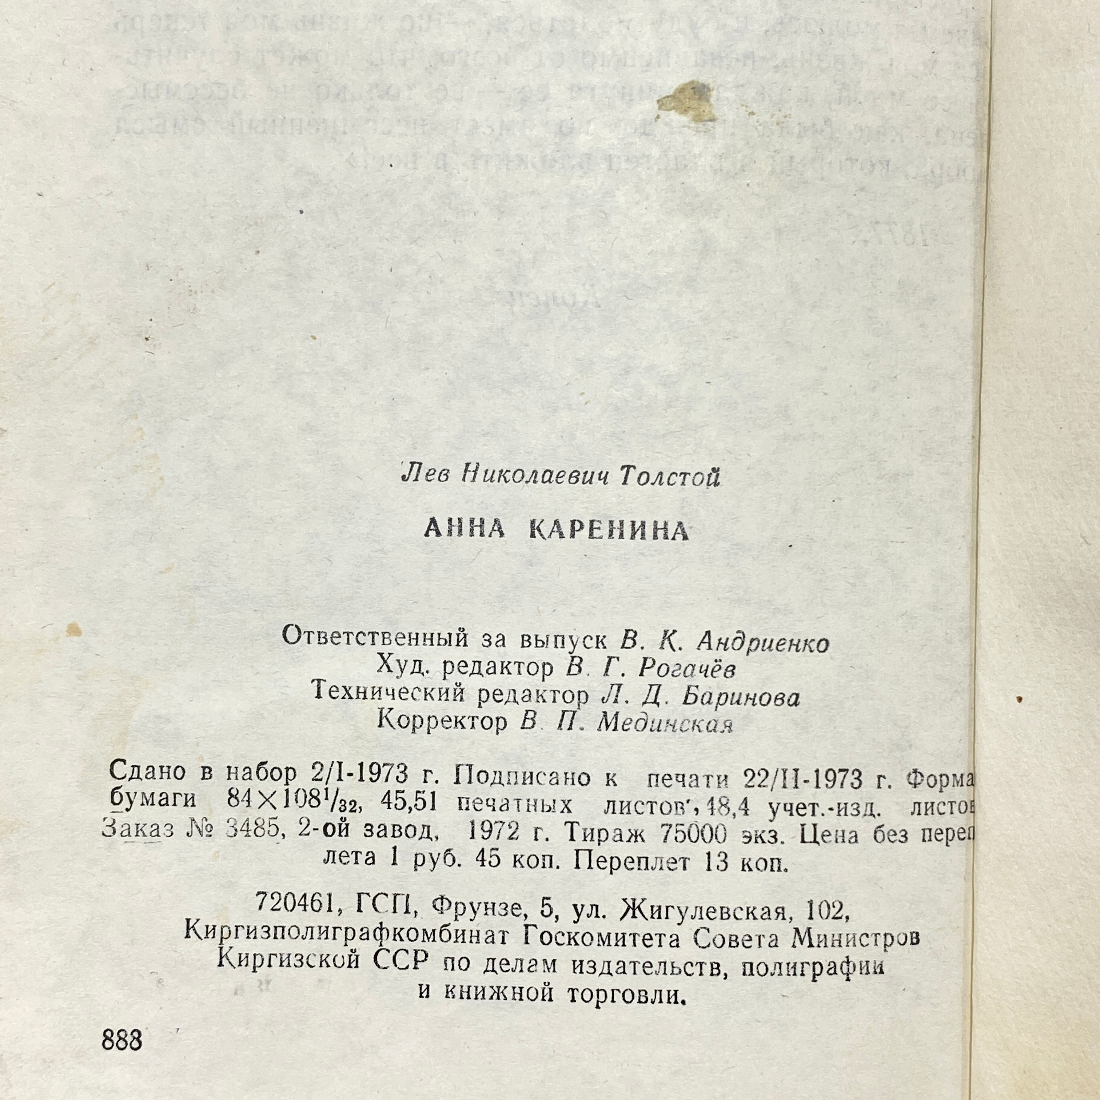 Лев Николаевич Толстой
АННА КАРЕНИНА
Ответственный за выпуск В. К. Андриенко
Худ. редактор В. Г. Рогачёв
Технический редактор Л. Д. Баринова
Корректор В. П. Мединская
Сдано в набор 2/I-1973 г. Подписано к печати 22/II-1973 г. Форма
бумаги 84×108¹/₃₂, 45,51 печатных листов, 48,4 учет.-изд. листов
Заказ № 3485, 2-ой завод, 1972 г. Тираж 75000 экз. Цена без переп
лета 1 руб. 45 коп. Переплет 13 коп.
720461, ГСП, Фрунзе, 5, ул. Жигулевская, 102,
Киргизполиграфкомбинат Госкомитета Совета Министров
Киргизской ССР по делам издательств, полиграфии
и книжной торговли.
888